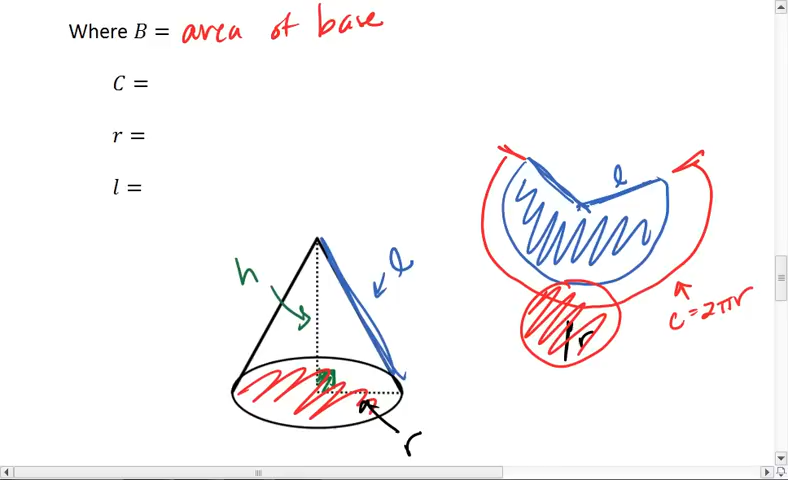 Where B = area of base
C =
r =
l =
l
h
l
c = 2πr
r
r